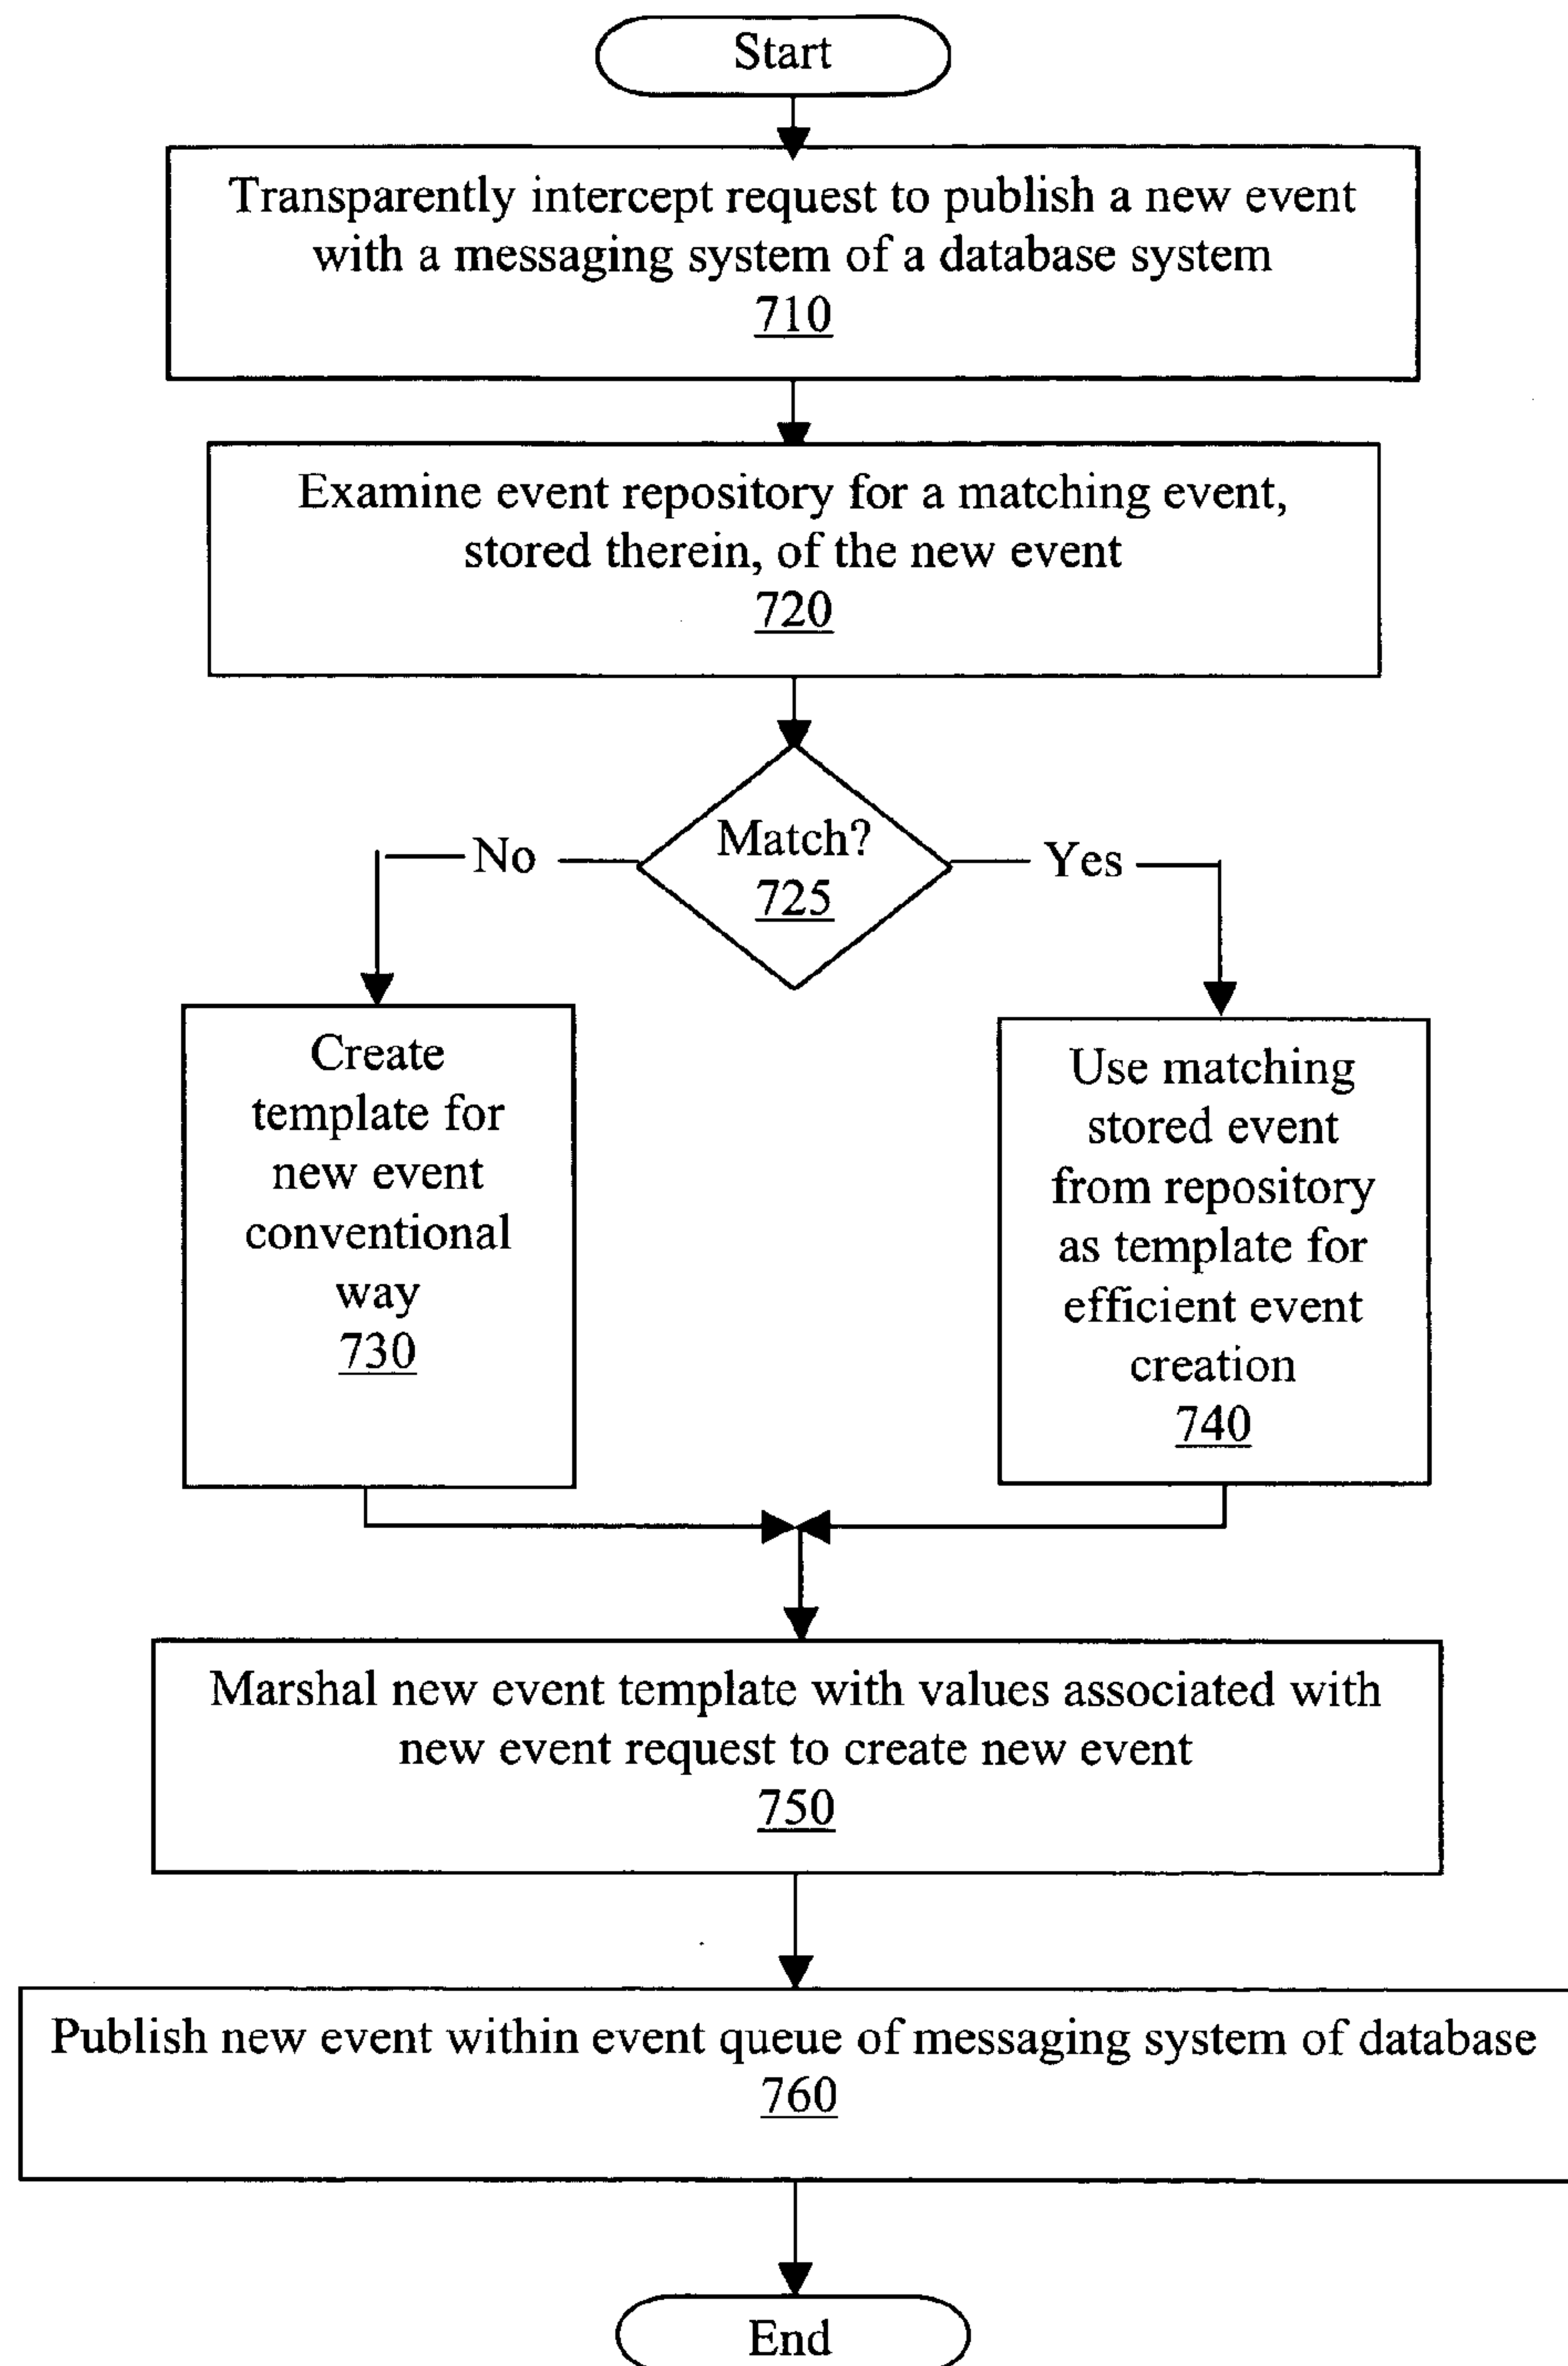 Start
Transparently intercept request to publish a new event
with a messaging system of a database system
710
Examine event repository for a matching event,
stored therein, of the new event
720
Match?
725
No
Yes
Create
template for
new event
conventional
way
730
Use matching
stored event
from repository
as template for
efficient event
creation
740
Marshal new event template with values associated with
new event request to create new event
750
Publish new event within event queue of messaging system of database
760
End